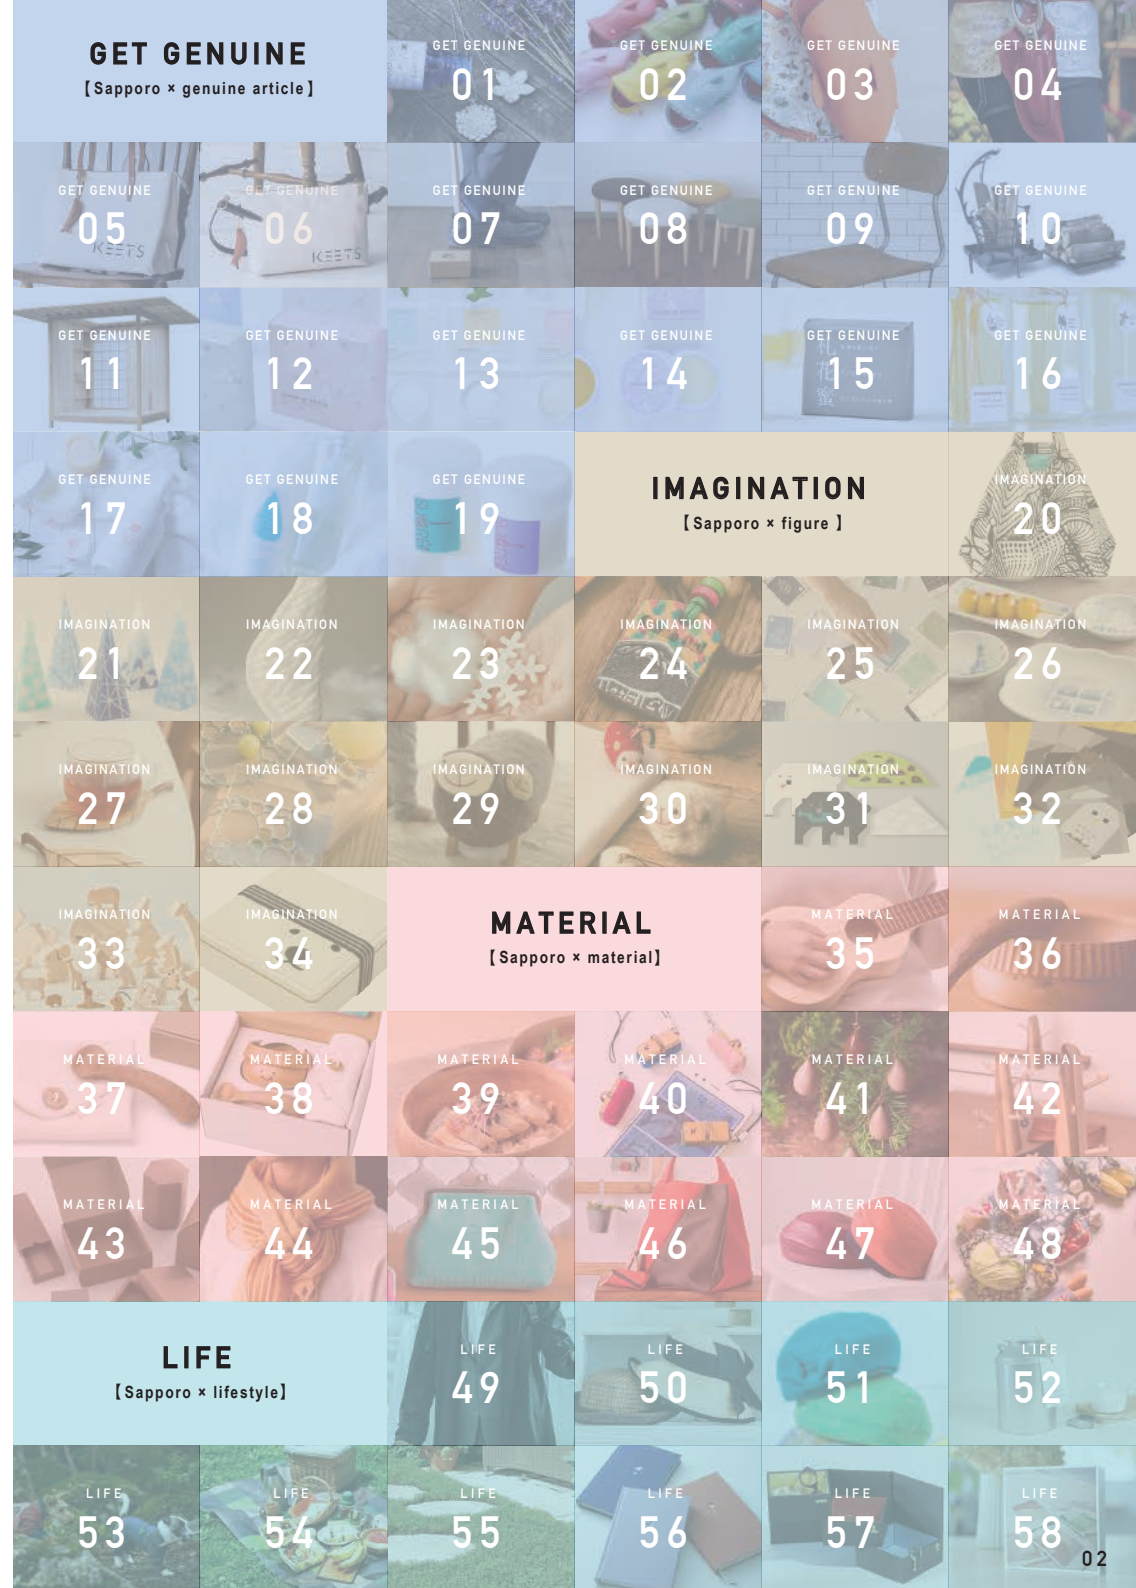 GET GENUINE
【Sapporo × genuine article】
GET GENUINE
01
GET GENUINE
02
GET GENUINE
03
GET GENUINE
04
GET GENUINE
05
KEETS
GET GENUINE
06
KEETS
GET GENUINE
07
GET GENUINE
08
GET GENUINE
09
GET GENUINE
10
GET GENUINE
11
GET GENUINE
12
GET GENUINE
13
GET GENUINE
14
GET GENUINE
15
GET GENUINE
16
GET GENUINE
17
GET GENUINE
18
GET GENUINE
19
IMAGINATION
【Sapporo × figure 】
IMAGINATION
20
IMAGINATION
21
IMAGINATION
22
IMAGINATION
23
IMAGINATION
24
IMAGINATION
25
IMAGINATION
26
IMAGINATION
27
IMAGINATION
28
IMAGINATION
29
IMAGINATION
30
IMAGINATION
31
IMAGINATION
32
IMAGINATION
33
IMAGINATION
34
MATERIAL
【Sapporo × material】
MATERIAL
35
MATERIAL
36
MATERIAL
37
MATERIAL
38
MATERIAL
39
MATERIAL
40
MATERIAL
41
MATERIAL
42
MATERIAL
43
MATERIAL
44
MATERIAL
45
MATERIAL
46
MATERIAL
47
MATERIAL
48
LIFE
【Sapporo × lifestyle】
LIFE
49
LIFE
50
LIFE
51
LIFE
52
LIFE
53
LIFE
54
LIFE
55
LIFE
56
LIFE
57
LIFE
58
02